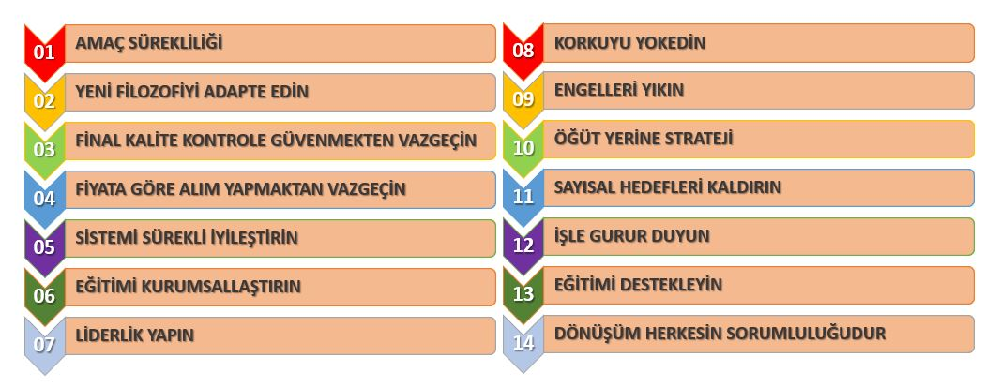 01 AMAÇ SÜREKLİLİĞİ
02 YENİ FİLOZOFİYİ ADAPTE EDİN
03 FİNAL KALİTE KONTROLE GÜVENMEKTEN VAZGEÇİN
04 FİYATA GÖRE ALIM YAPMAKTAN VAZGEÇİN
05 SİSTEMİ SÜREKLİ İYİLEŞTİRİN
06 EĞİTİMİ KURUMSALLAŞTIRIN
07 LİDERLİK YAPIN
08 KORKUYU YOKEDİN
09 ENGELLERİ YIKIN
10 ÖĞÜT YERİNE STRATEJİ
11 SAYISAL HEDEFLERİ KALDIRIN
12 İŞLE GURUR DUYUN
13 EĞİTİMİ DESTEKLEYİN
14 DÖNÜŞÜM HERKESİN SORUMLULUĞUDUR